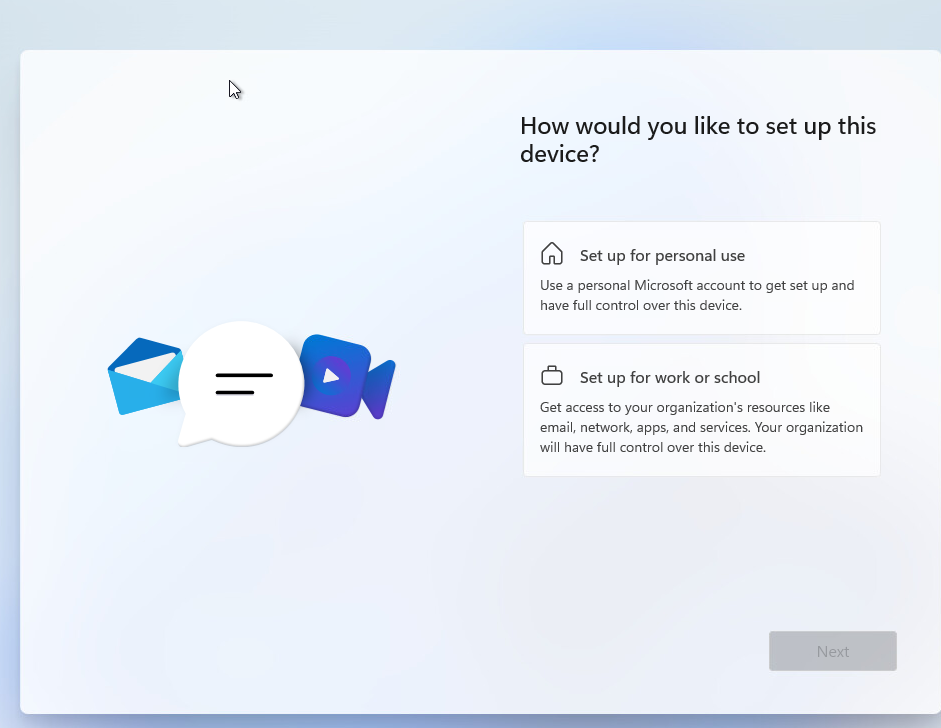 How would you like to set up this
device?
Set up for personal use
Use a personal Microsoft account to get set up and
have full control over this device.
Set up for work or school
Get access to your organization's resources like
email, network, apps, and services. Your organization
will have full control over this device.
Next